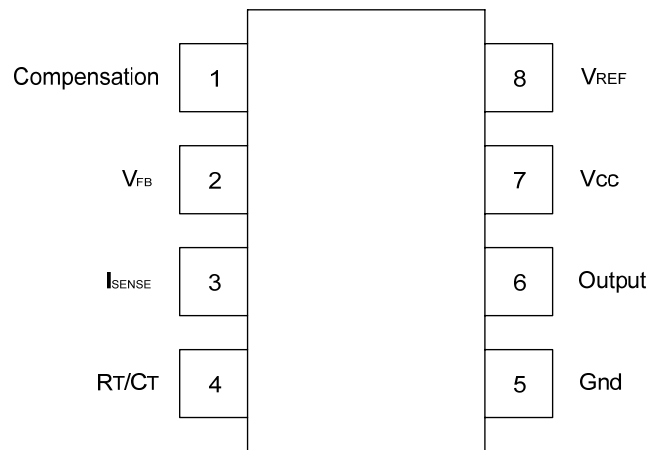 Compensation 1 8 VREF
VFB 2 7 Vcc
ISENSE 3 6 Output
RT/CT 4 5 Gnd